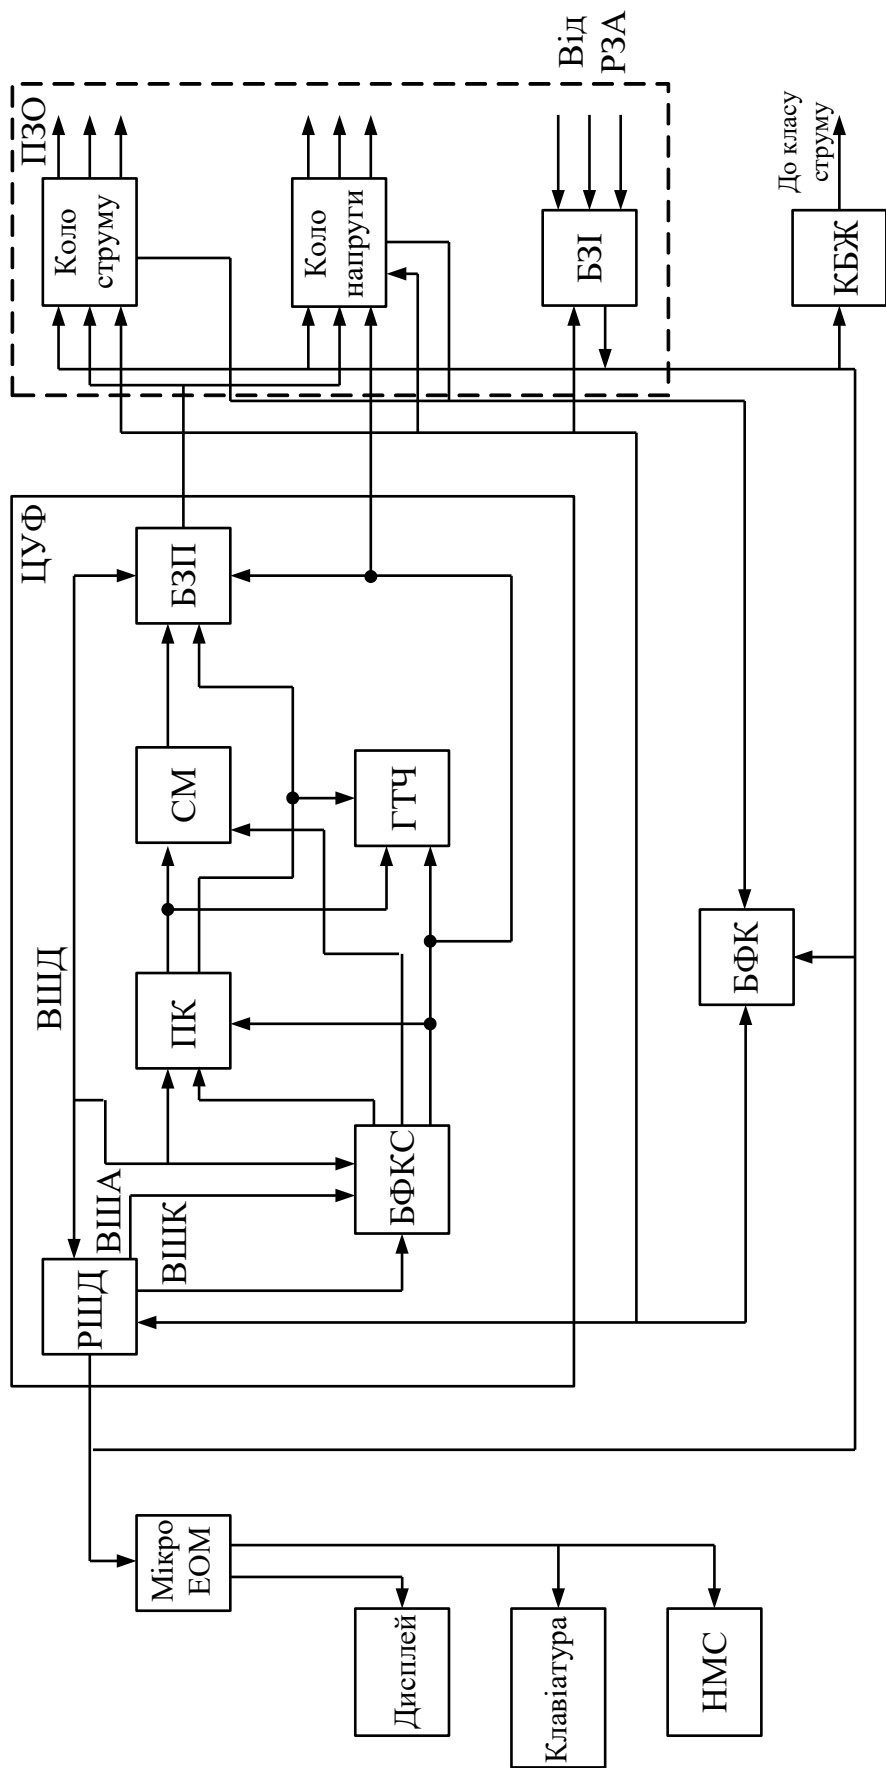 ЦУФ
ПЗО
РШД
ВШД
ВША
ВШК
ПК
СМ
БЗП
БФКС
ГТЧ
Коло
струму
Коло
напруги
БЗІ
Від
РЗА
Мікро
ЕОМ
Дисплей
Клавіатура
НМС
БФК
КБЖ
До класу
струму